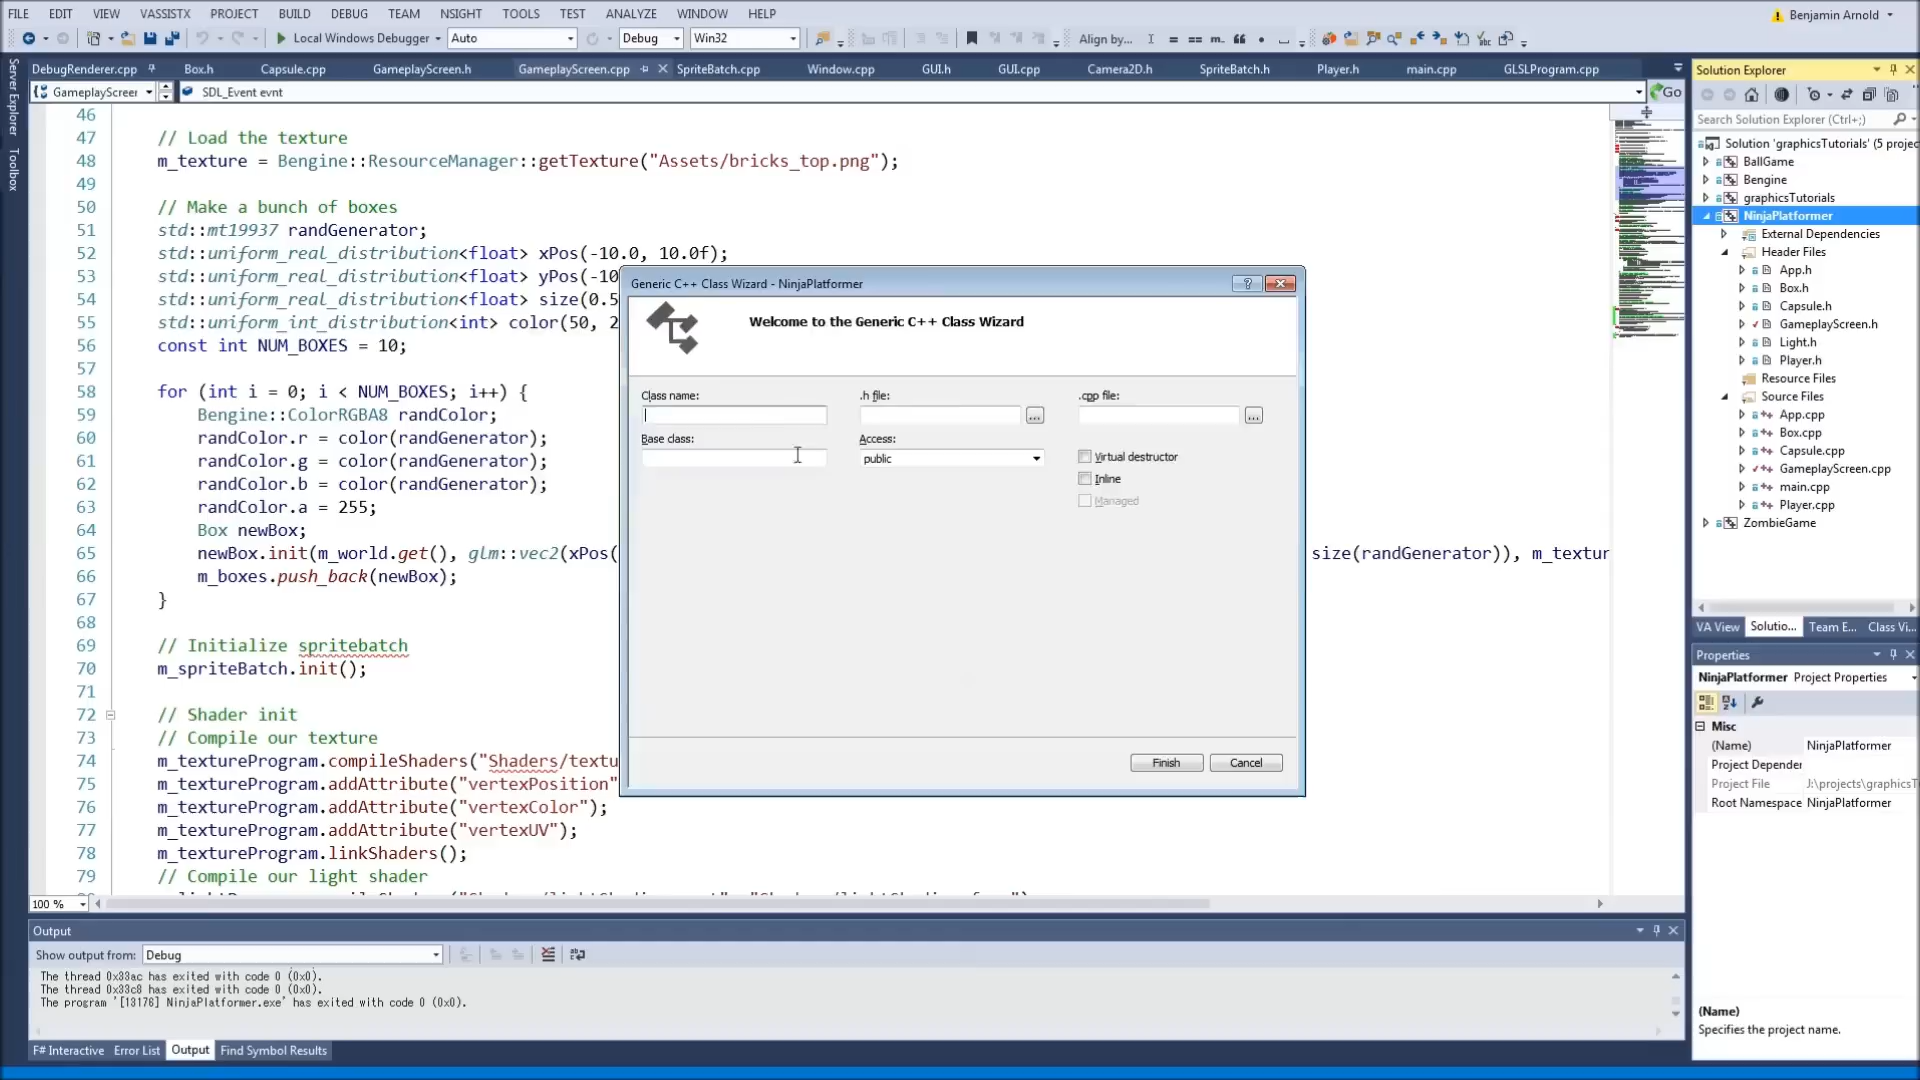 FILE EDIT VIEW VASSISTX PROJECT BUILD DEBUG TEAM NSIGHT TOOLS TEST ANALYZE WINDOW HELP
Benjamin Arnold
Local Windows Debugger Auto Debug Win32 Align by...
Server Explorer
Toolbox
DebugRenderer.cpp Box.h Capsule.cpp GameplayScreen.h GameplayScreen.cpp SpriteBatch.cpp Window.cpp GUI.h GUI.cpp Camera2D.h SpriteBatch.h Player.h main.cpp GLSLProgram.cpp
GameplayScreer SDL_Event evnt Go
46
47 // Load the texture
48 m_texture = Bengine::ResourceManager::getTexture("Assets/bricks_top.png");
49
50 // Make a bunch of boxes
51 std::mt19937 randGenerator;
52 std::uniform_real_distribution<float> xPos(-10.0, 10.0f);
53 std::uniform_real_distribution<float> yPos(-10
54 std::uniform_real_distribution<float> size(0.5
55 std::uniform_int_distribution<int> color(50, 2
56 const int NUM_BOXES = 10;
57
58 for (int i = 0; i < NUM_BOXES; i++) {
59 Bengine::ColorRGBA8 randColor;
60 randColor.r = color(randGenerator);
61 randColor.g = color(randGenerator);
62 randColor.b = color(randGenerator);
63 randColor.a = 255;
64 Box newBox;
65 newBox.init(m_world.get(), glm::vec2(xPos( size(randGenerator)), m_textur
66 m_boxes.push_back(newBox);
67 }
68
69 // Initialize spritebatch
70 m_spriteBatch.init();
71
72 // Shader init
73 // Compile our texture
74 m_textureProgram.compileShaders("Shaders/textu
75 m_textureProgram.addAttribute("vertexPosition"
76 m_textureProgram.addAttribute("vertexColor");
77 m_textureProgram.addAttribute("vertexUV");
78 m_textureProgram.linkShaders();
79 // Compile our light shader
100 %
Generic C++ Class Wizard - NinjaPlatformer
Welcome to the Generic C++ Class Wizard
Class name: .h file: .cpp file:
... ...
Base class: Access:
public Virtual destructor
Inline
Managed
Finish Cancel
Output
Show output from: Debug
The thread 0x33ac has exited with code 0 (0x0).
The thread 0x33c8 has exited with code 0 (0x0).
The program '[13176] NinjaPlatformer.exe' has exited with code 0 (0x0).
F# Interactive Error List Output Find Symbol Results
Solution Explorer
Search Solution Explorer (Ctrl+;)
Solution 'graphicsTutorials' (5 projec
BallGame
Bengine
graphicsTutorials
NinjaPlatformer
External Dependencies
Header Files
App.h
Box.h
Capsule.h
GameplayScreen.h
Light.h
Player.h
Resource Files
Source Files
App.cpp
Box.cpp
Capsule.cpp
GameplayScreen.cpp
main.cpp
Player.cpp
ZombieGame
VA View Solutio... Team E... Class Vi...
Properties
NinjaPlatformer Project Properties
Misc
(Name) NinjaPlatformer
Project Depender
Project File J:\projects\graphicsT
Root Namespace NinjaPlatformer
(Name)
Specifies the project name.